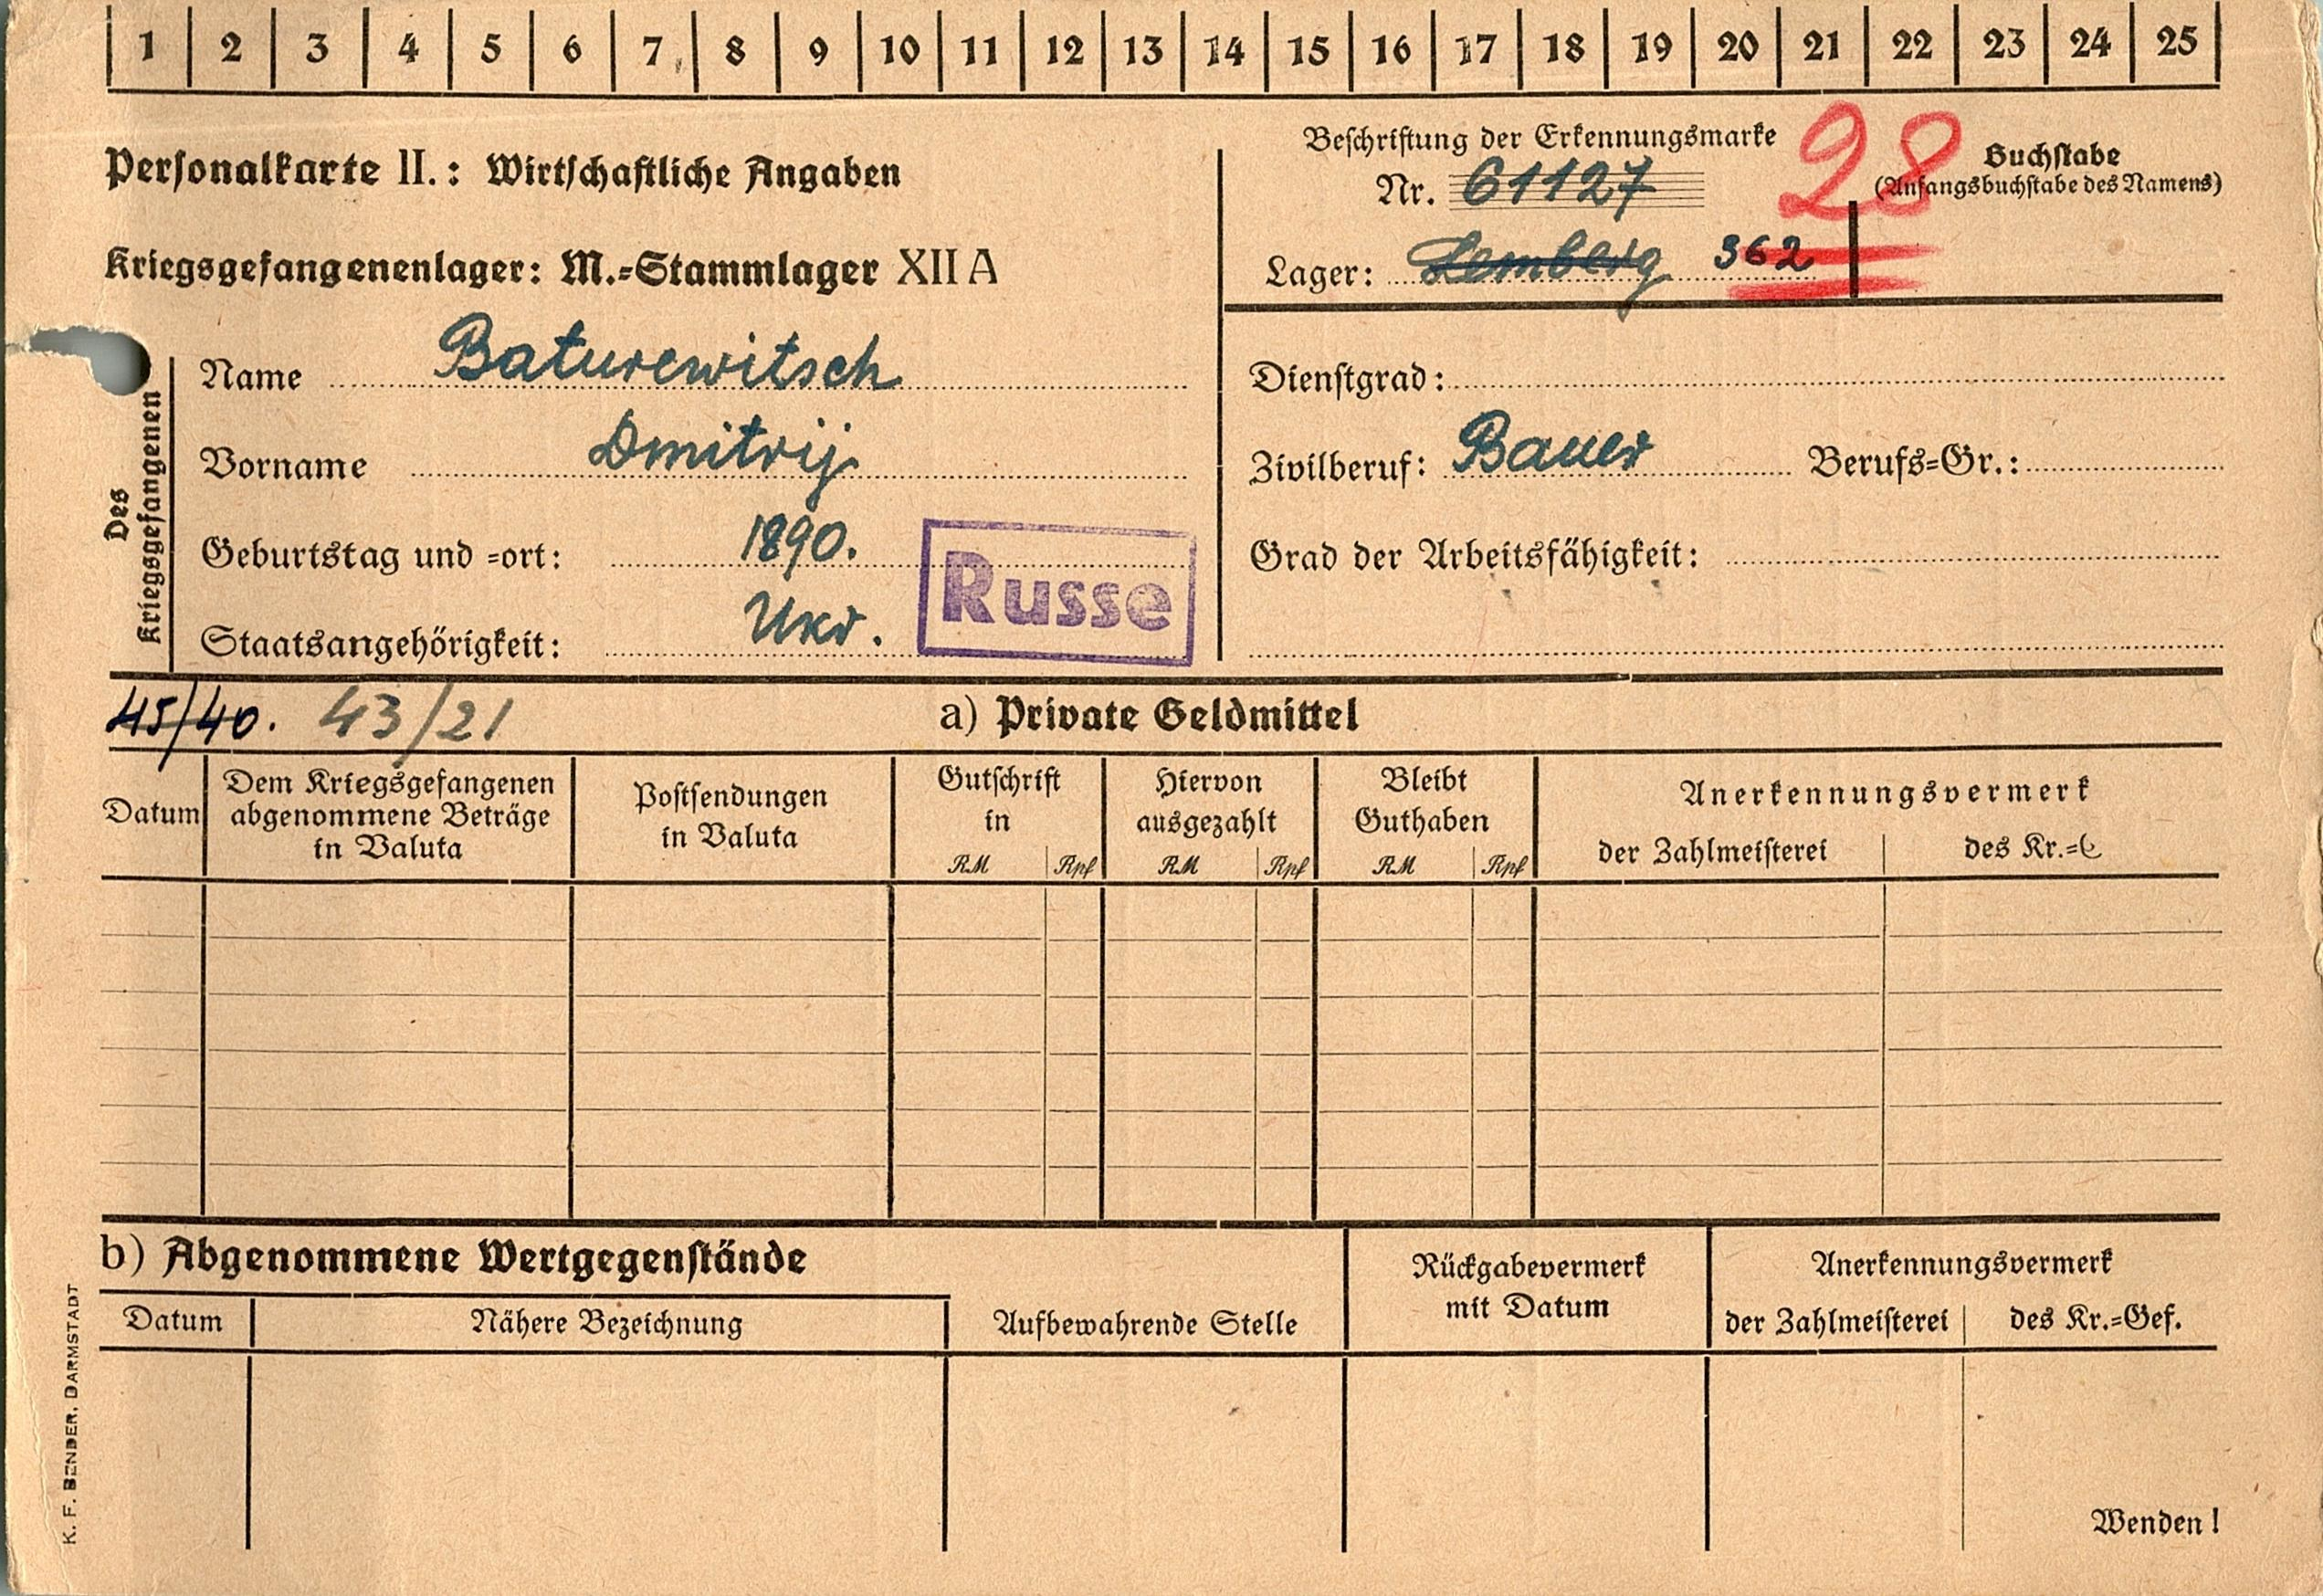 1 2 3 4 5 6 7 8 9 10 11 12 13 14 15 16 17 18 19 20 21 22 23 24 25
Personalkarte II.: Wirtschaftliche Angaben
Kriegsgefangenenlager: M.-Stammlager XII A
Beschriftung der Erkennungsmarke
Nr. 61127
Lager: Lemberg 362
28
Buchstabe
(Anfangsbuchstabe des Namens)
Des
Kriegsgefangenen
Name Baturewitsch
Vorname Dmitrij
Geburtstag und -ort: 1890.
Staatsangehörigkeit: Ukr.
Russe
Dienstgrad:
Zivilberuf: Bauer Berufs-Gr.:
Grad der Arbeitsfähigkeit:
45/40. 43/21
a) Private Geldmittel
Datum
Dem Kriegsgefangenen
abgenommene Beträge
in Valuta
Postsendungen
in Valuta
Gutschrift
in
RM Rpf
Hiervon
ausgezahlt
RM Rpf
Bleibt
Guthaben
RM Rpf
Anerkennungsvermerk
der Zahlmeisterei des Kr.=G
b) Abgenommene Wertgegenstände
Datum
Nähere Bezeichnung
Aufbewahrende Stelle
Rückgabevermerk
mit Datum
Anerkennungsvermerk
der Zahlmeisterei des Kr.=Gef.
Wenden!
K. F. BENDER, DARMSTADT